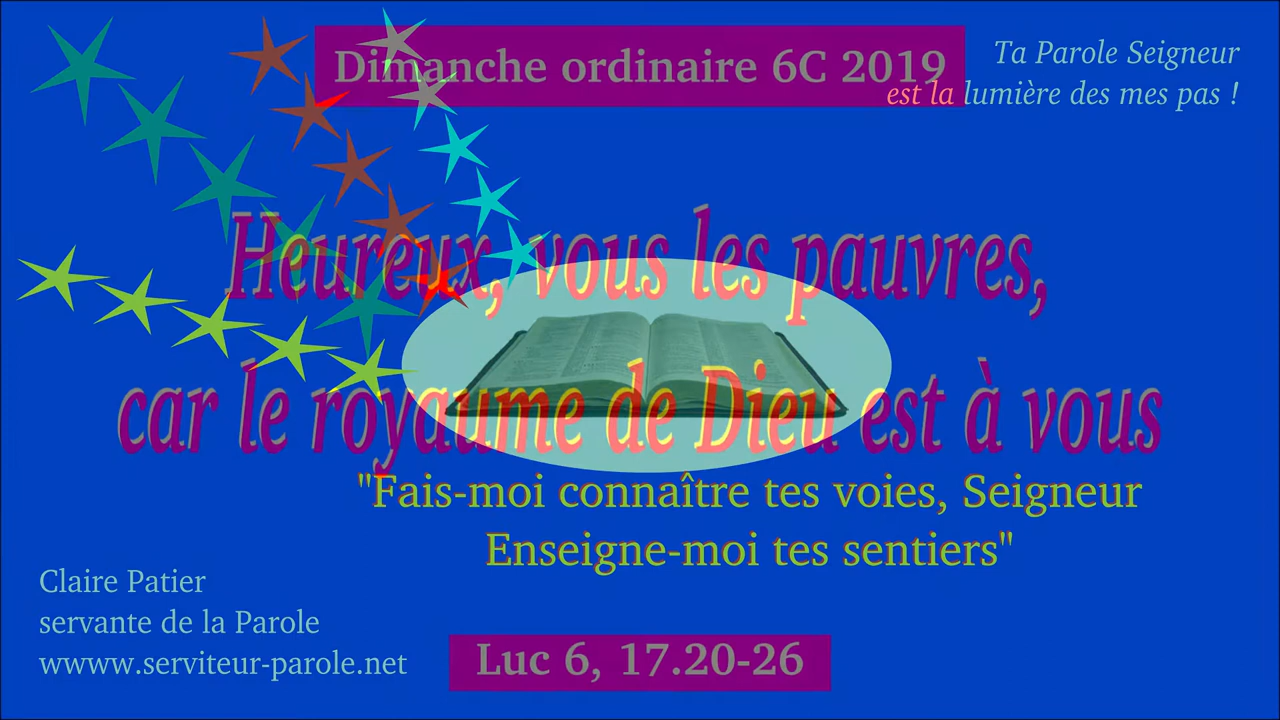 Dimanche ordinaire 6C 2019
Ta Parole Seigneur
est la lumière des mes pas !
Heureux, vous les pauvres,
car le royaume de Dieu est à vous
"Fais-moi connaître tes voies, Seigneur
Enseigne-moi tes sentiers"
Claire Patier
servante de la Parole
wwww.serviteur-parole.net
Luc 6, 17.20-26